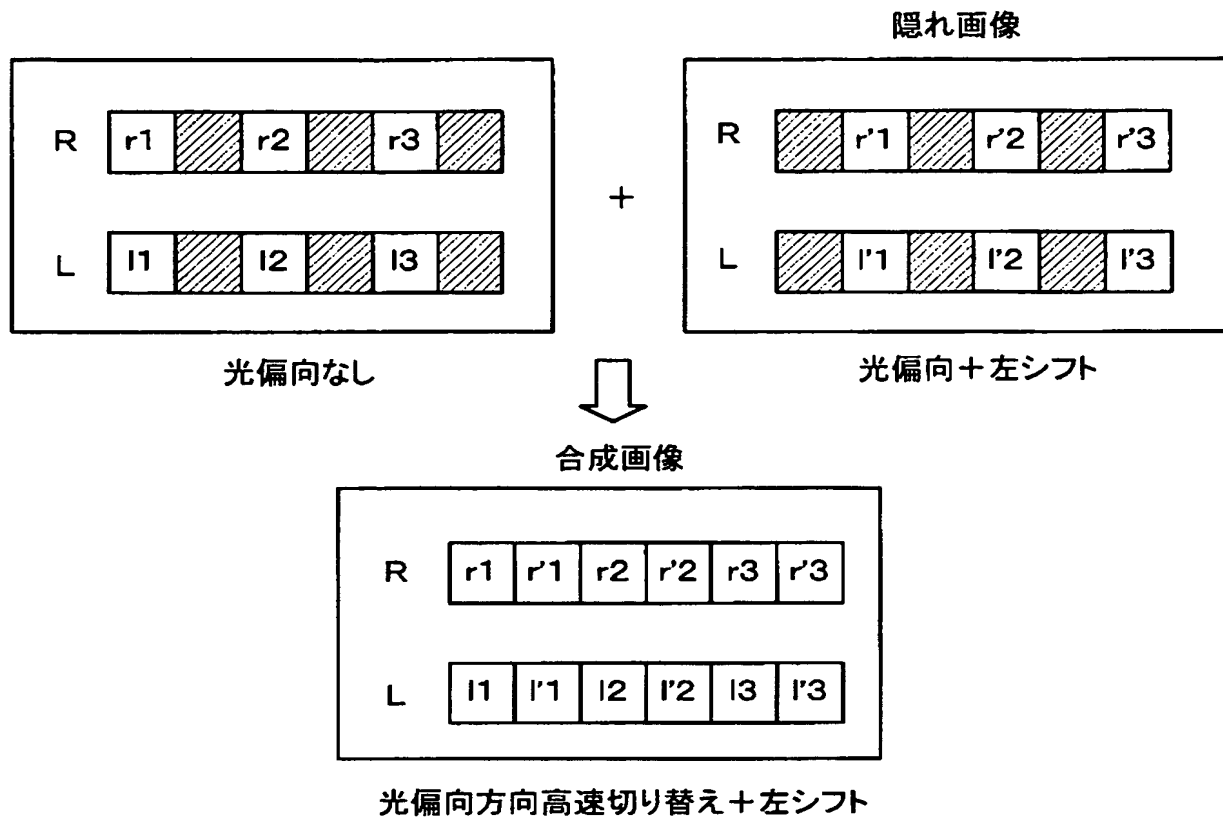 隠れ画像
R r1 r2 r3
L l1 l2 l3
光偏向なし
+
R r'1 r'2 r'3
L l'1 l'2 l'3
光偏向+左シフト
合成画像
R r1 r'1 r2 r'2 r3 r'3
L l1 l'1 l2 l'2 l3 l'3
光偏向方向高速切り替え+左シフト